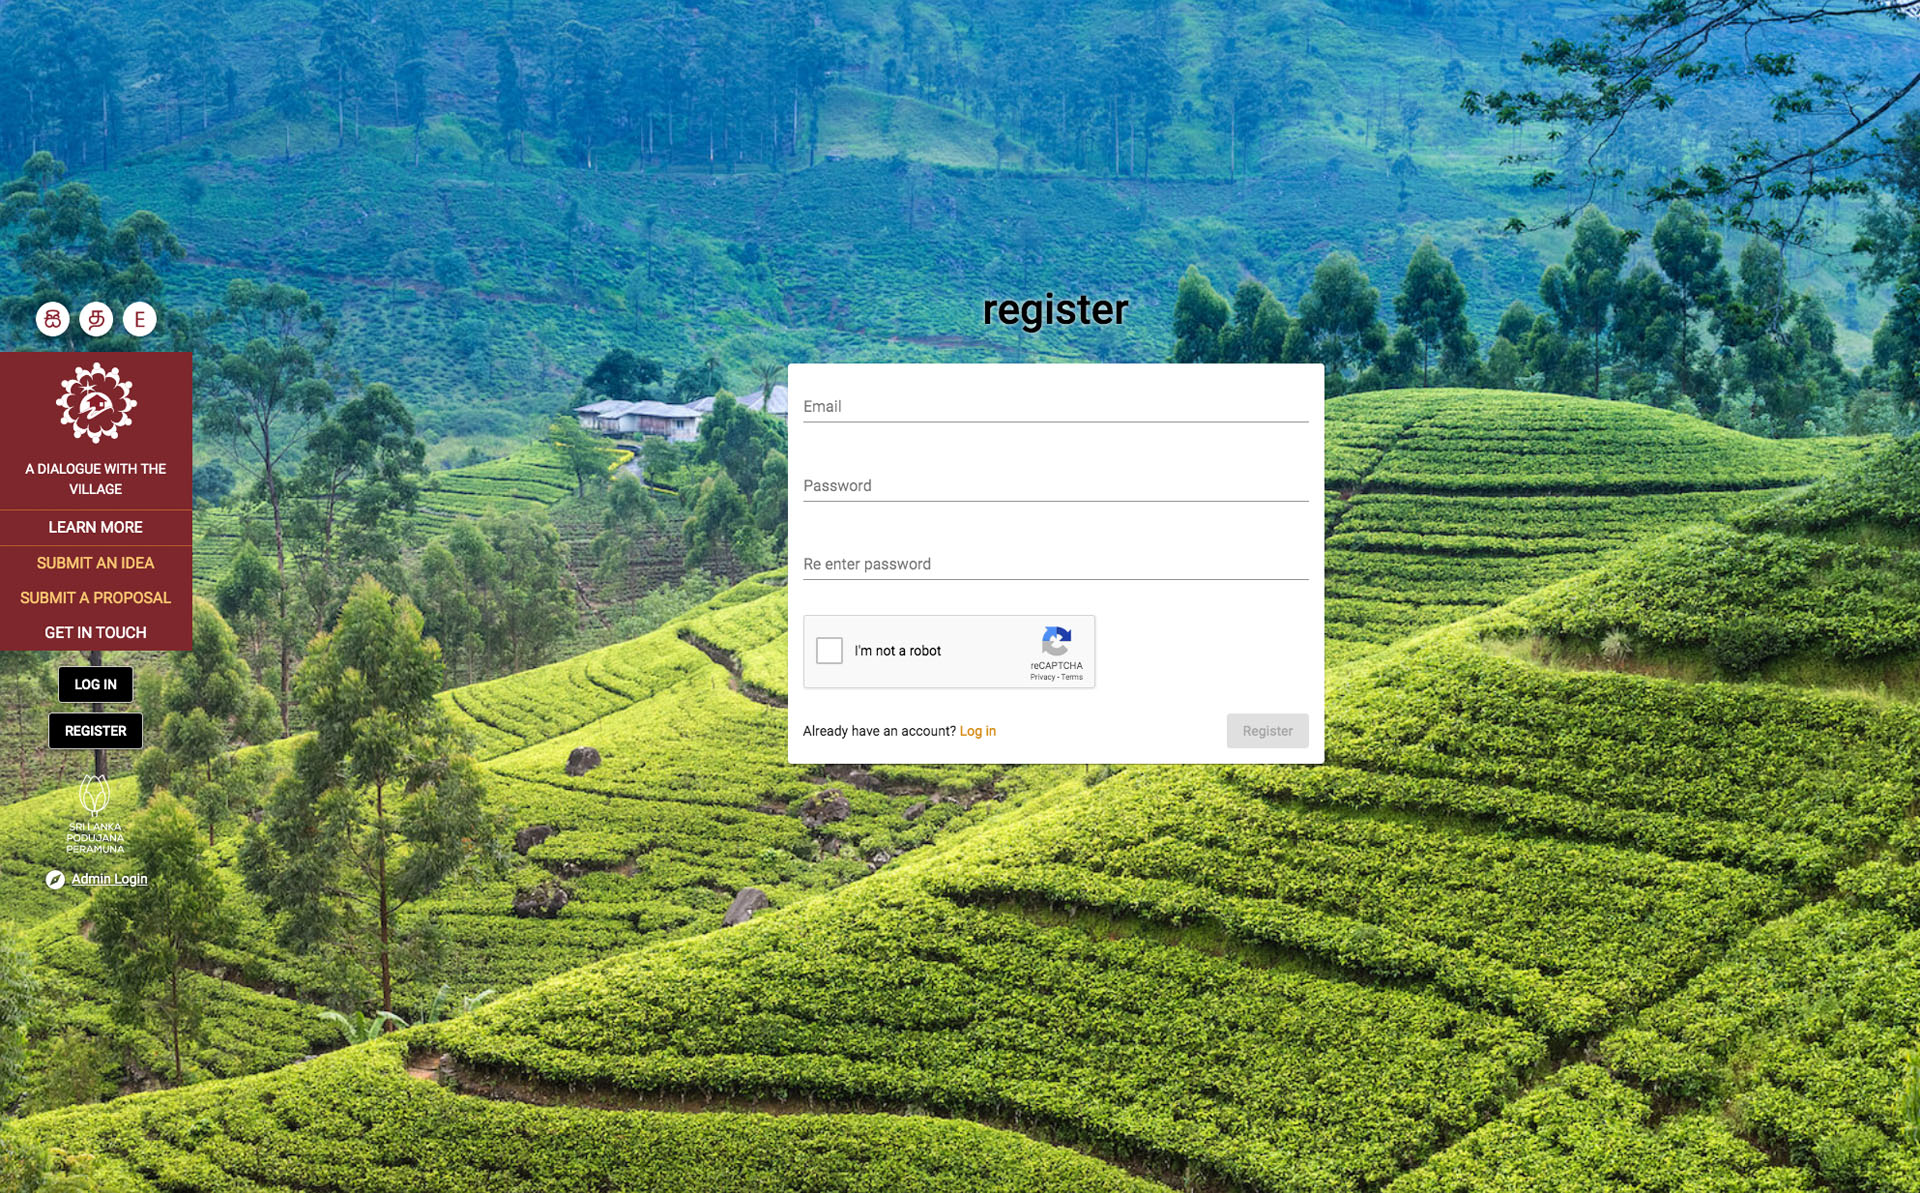 සි
த
E
A DIALOGUE WITH THE
VILLAGE
LEARN MORE
SUBMIT AN IDEA
SUBMIT A PROPOSAL
GET IN TOUCH
LOG IN
REGISTER
SRI LANKA
PODUJANA
PERAMUNA
Admin Login
register
Email
Password
Re enter password
I'm not a robot
reCAPTCHA
Privacy - Terms
Already have an account? Log in
Register